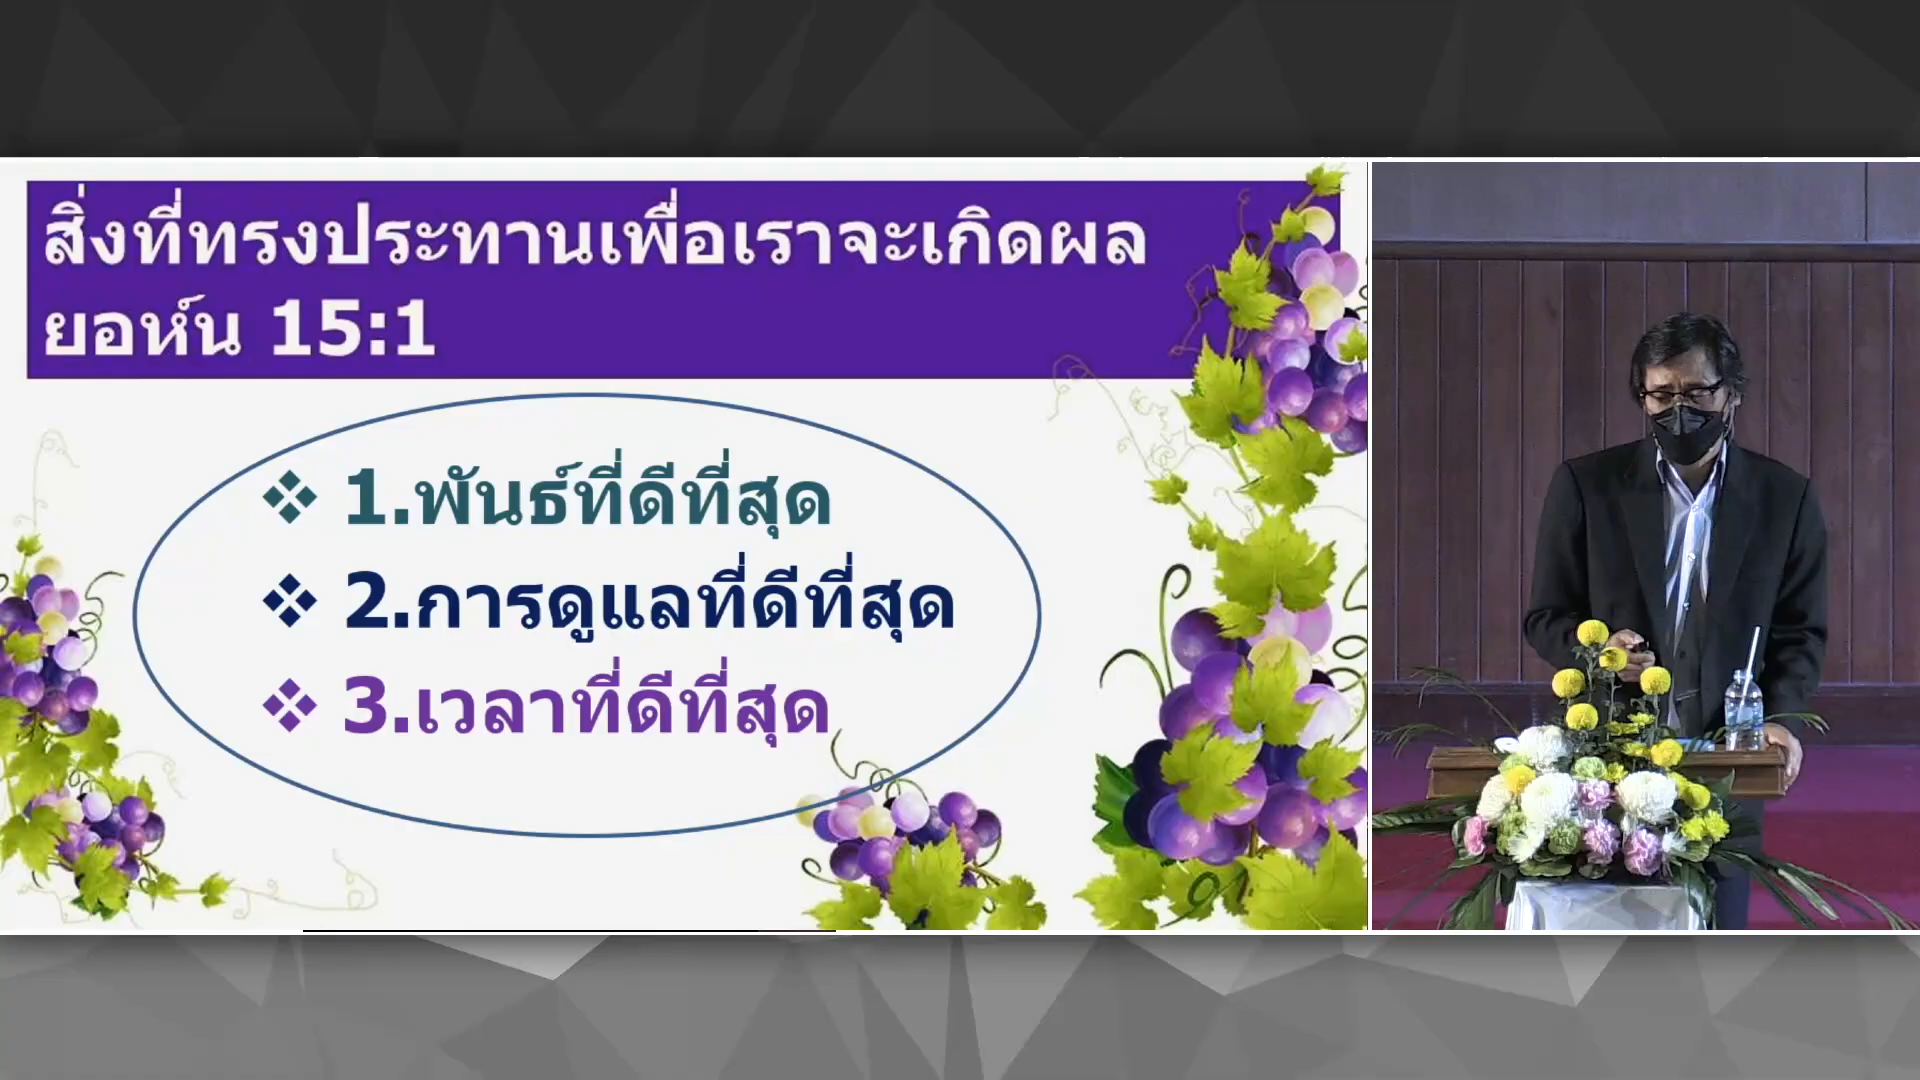 สิ่งที่ทรงประทานเพื่อเราจะเกิดผล
ยอห์น 15:1
❖ 1.พันธ์ที่ดีที่สุด
❖ 2.การดูแลที่ดีที่สุด
❖ 3.เวลาที่ดีที่สุด